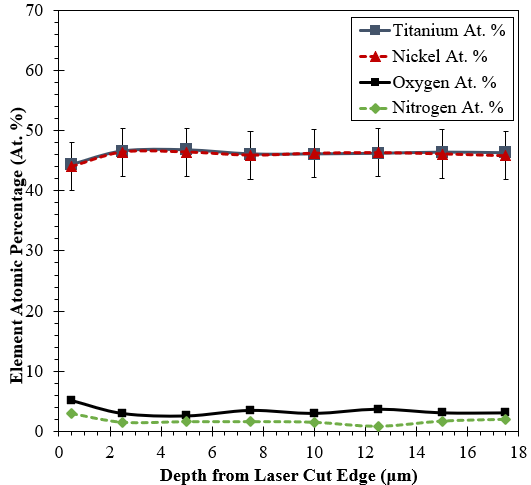 Titanium At. %
Nickel At. %
Oxygen At. %
Nitrogen At. %
Element Atomic Percentage (At. %)
70
60
50
40
30
20
10
0
0 2 4 6 8 10 12 14 16 18
Depth from Laser Cut Edge (µm)